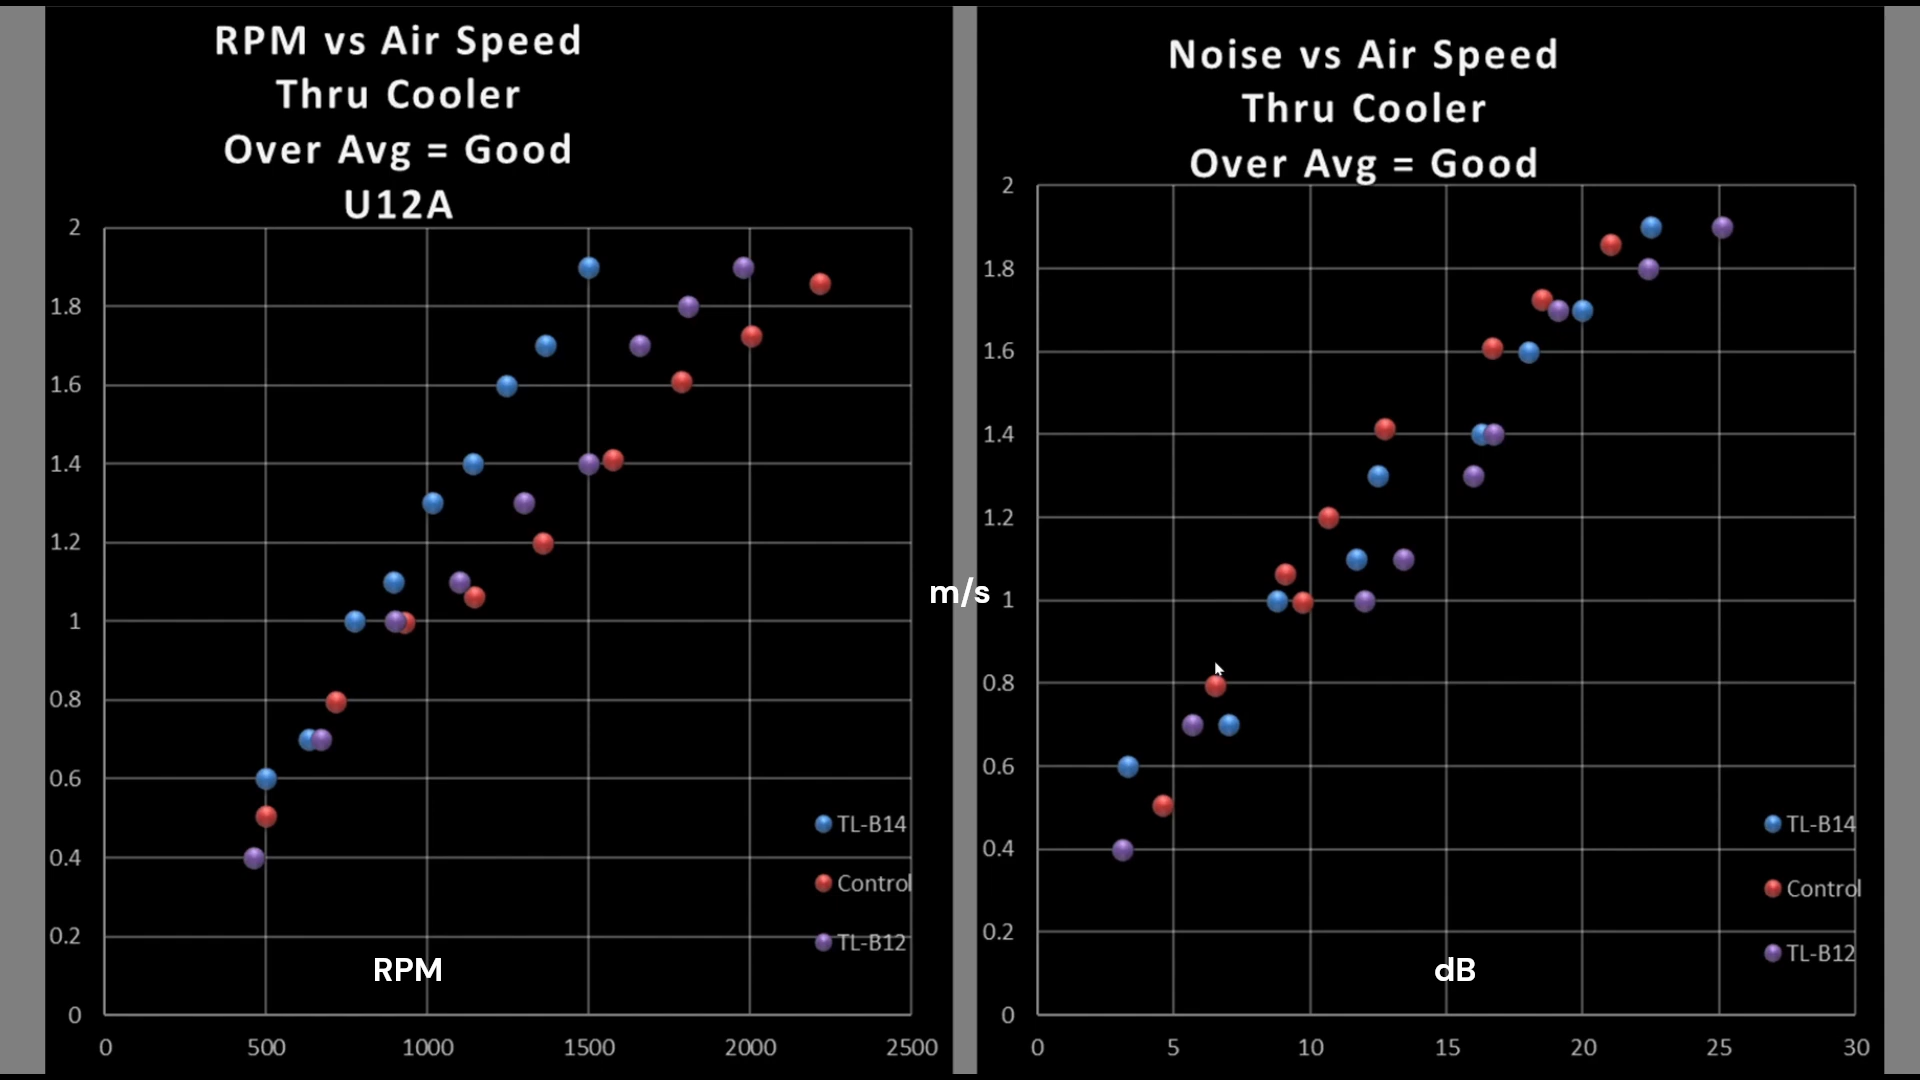 RPM vs Air Speed
Thru Cooler
Over Avg = Good
U12A
2
1.8
1.6
1.4
1.2
1
0.8
0.6
0.4
0.2
0
0 500 1000 1500 2000 2500
RPM
TL-B14
Control
TL-B12
m/s
Noise vs Air Speed
Thru Cooler
Over Avg = Good
2
1.8
1.6
1.4
1.2
1
0.8
0.6
0.4
0.2
0
0 5 10 15 20 25 30
dB
TL-B14
Control
TL-B12